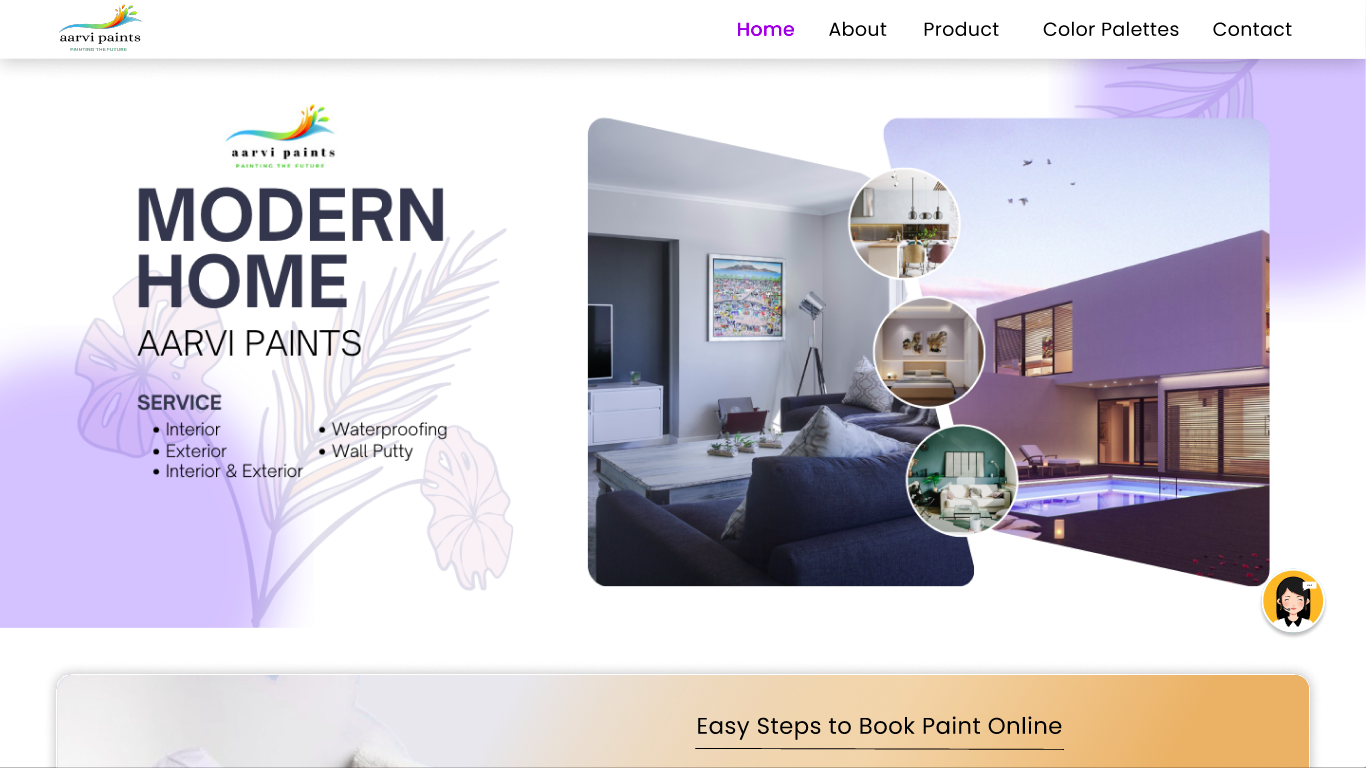 aarvi paints
PAINTING THE FUTURE
Home About Product Color Palettes Contact
aarvi paints
PAINTING THE FUTURE
MODERN
HOME
AARVI PAINTS
SERVICE
• Interior
• Exterior
• Interior & Exterior
• Waterproofing
• Wall Putty
Easy Steps to Book Paint Online